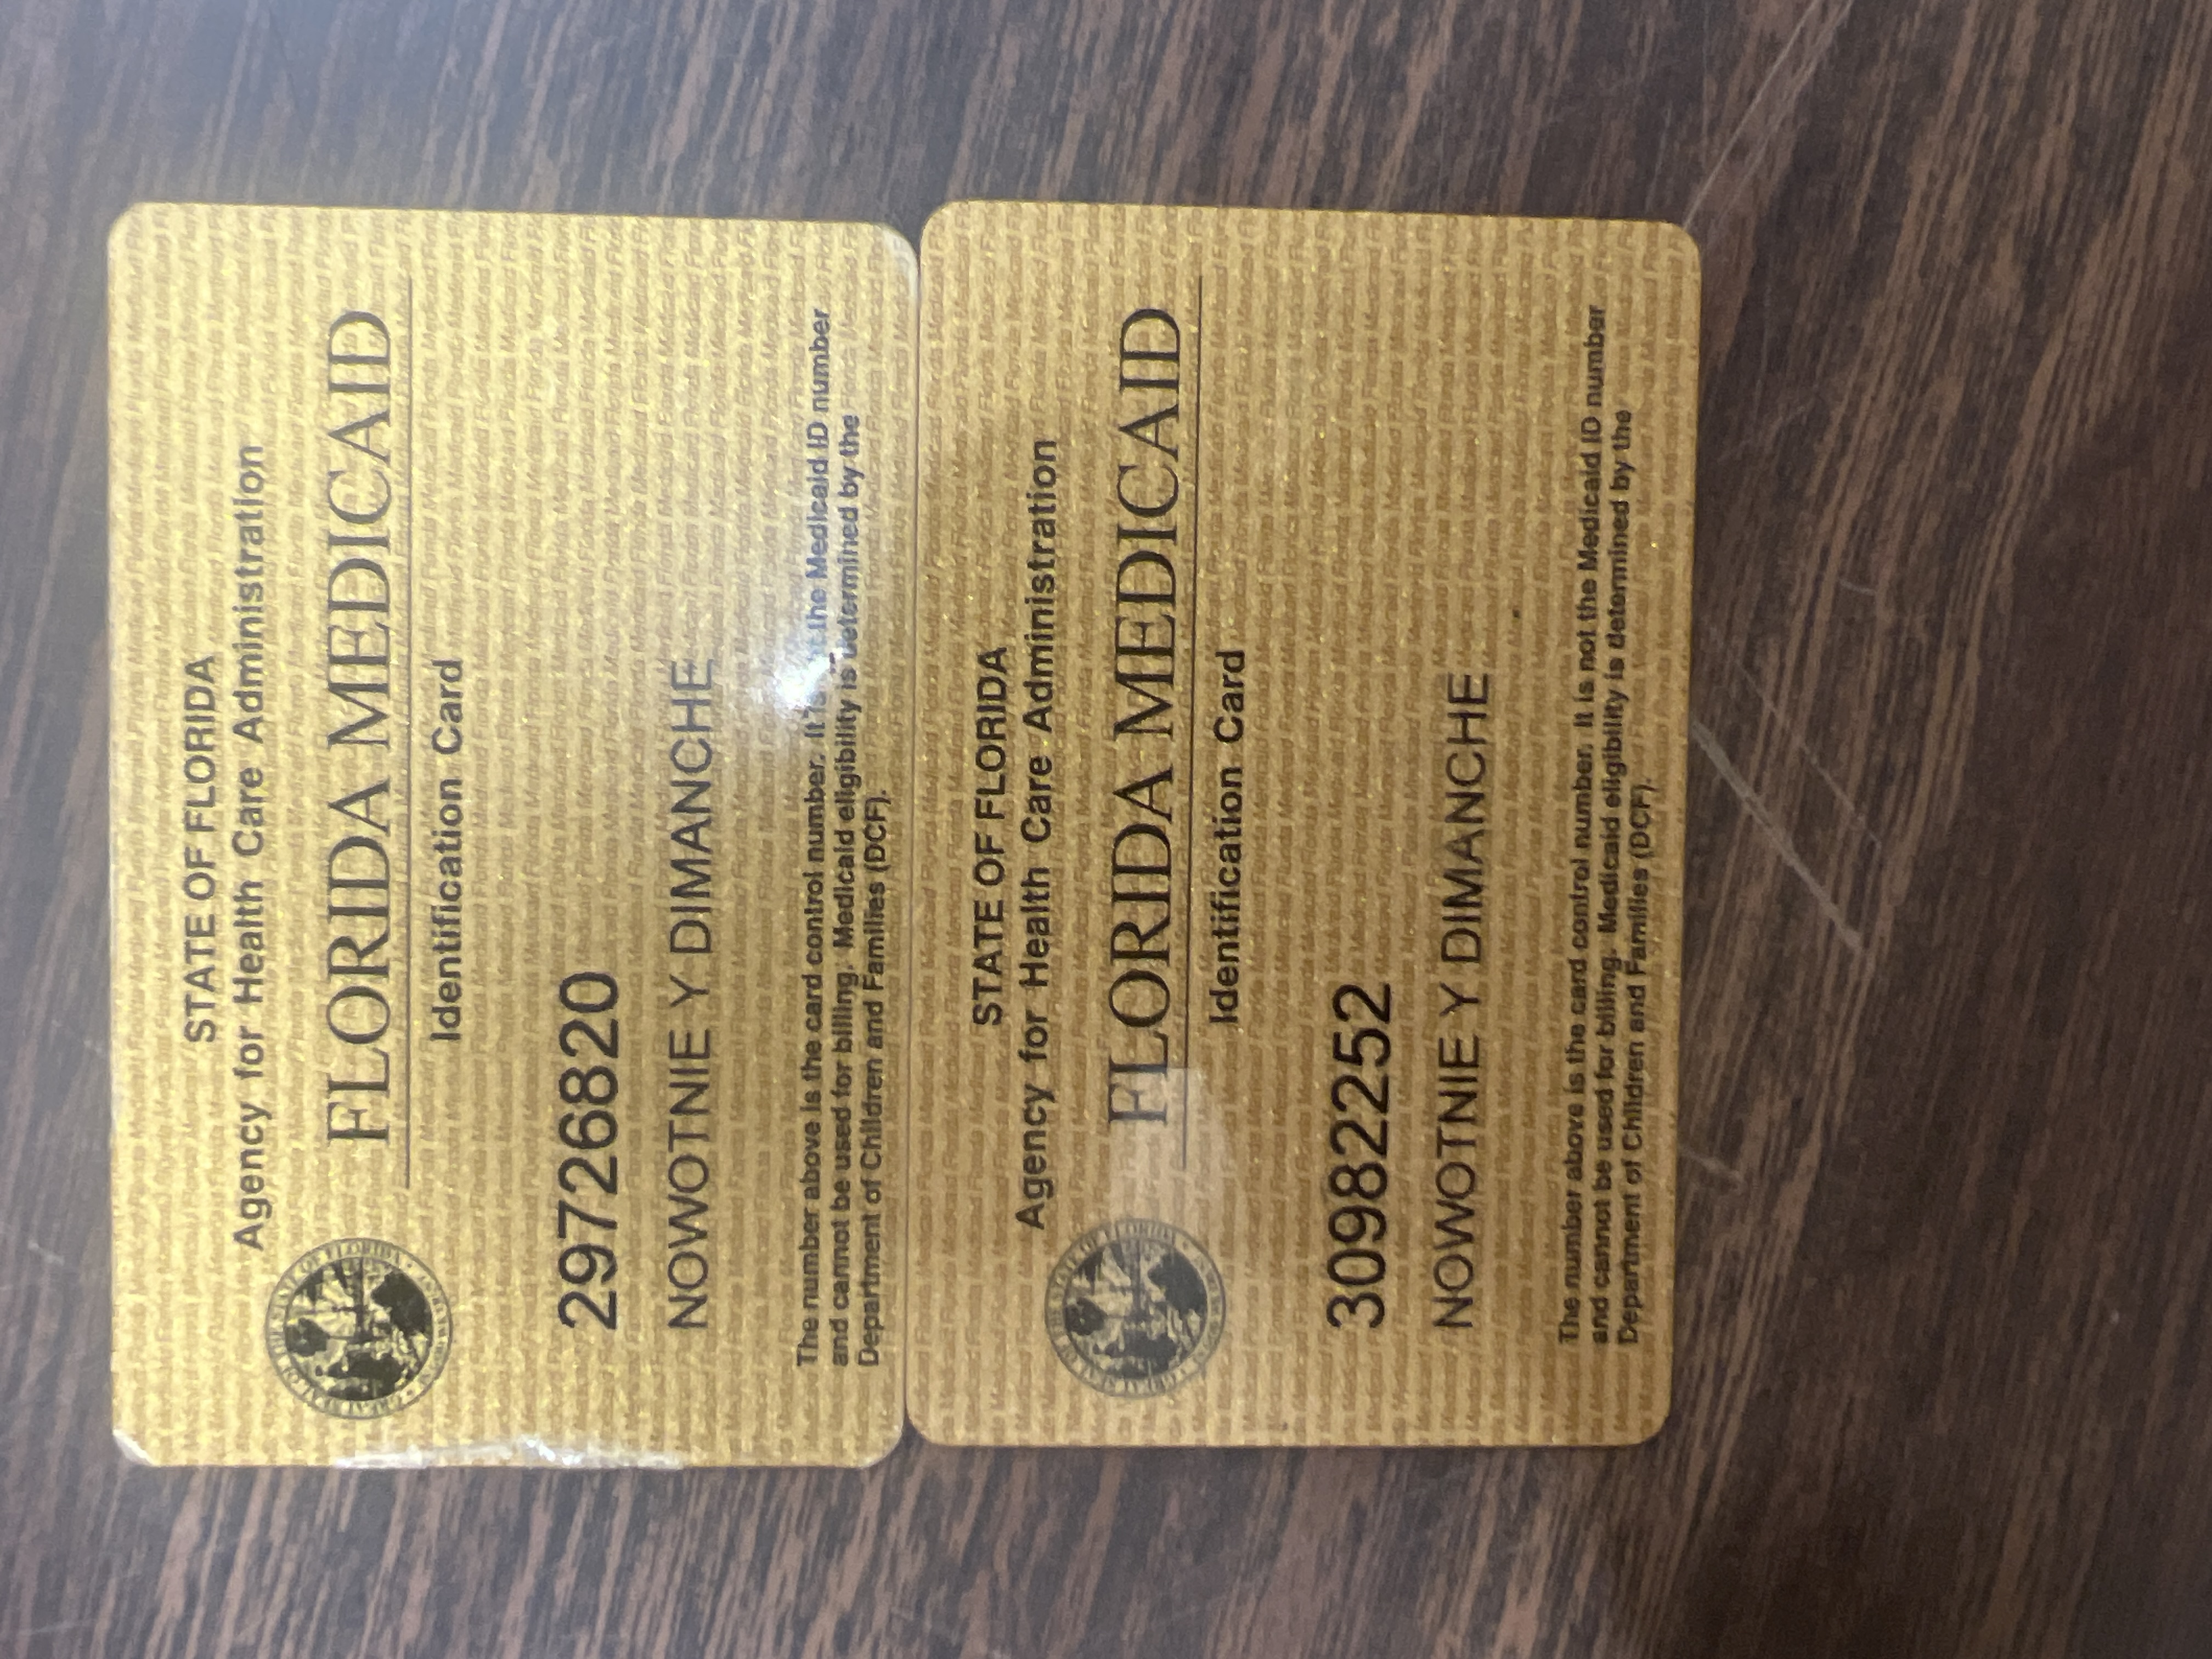 STATE OF FLORIDA
Agency for Health Care Administration
FLORIDA MEDICAID
Identification Card
29726820
NOWOTNIE Y DIMANCHE
The number above is the card control number. It is the Medicaid ID number
and cannot be used for billing. Medicaid eligibility is determined by the
Department of Children and Families (DCF).
STATE OF FLORIDA
Agency for Health Care Administration
FLORIDA MEDICAID
Identification Card
309822252
NOWOTNIE Y DIMANCHE
The number above is the card control number. It is not the Medicaid ID number
and cannot be used for billing. Medicaid eligibility is determined by the
Department of Children and Families (DCF).